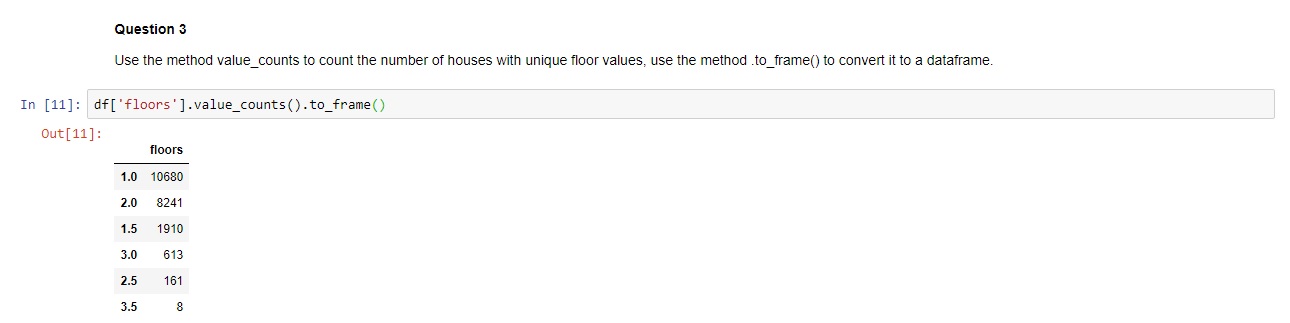 Question 3
Use the method value_counts to count the number of houses with unique floor values, use the method .to_frame() to convert it to a dataframe.
In [11]: df['floors'].value_counts().to_frame()
Out[11]:
floors
1.0 10680
2.0 8241
1.5 1910
3.0 613
2.5 161
3.5 8